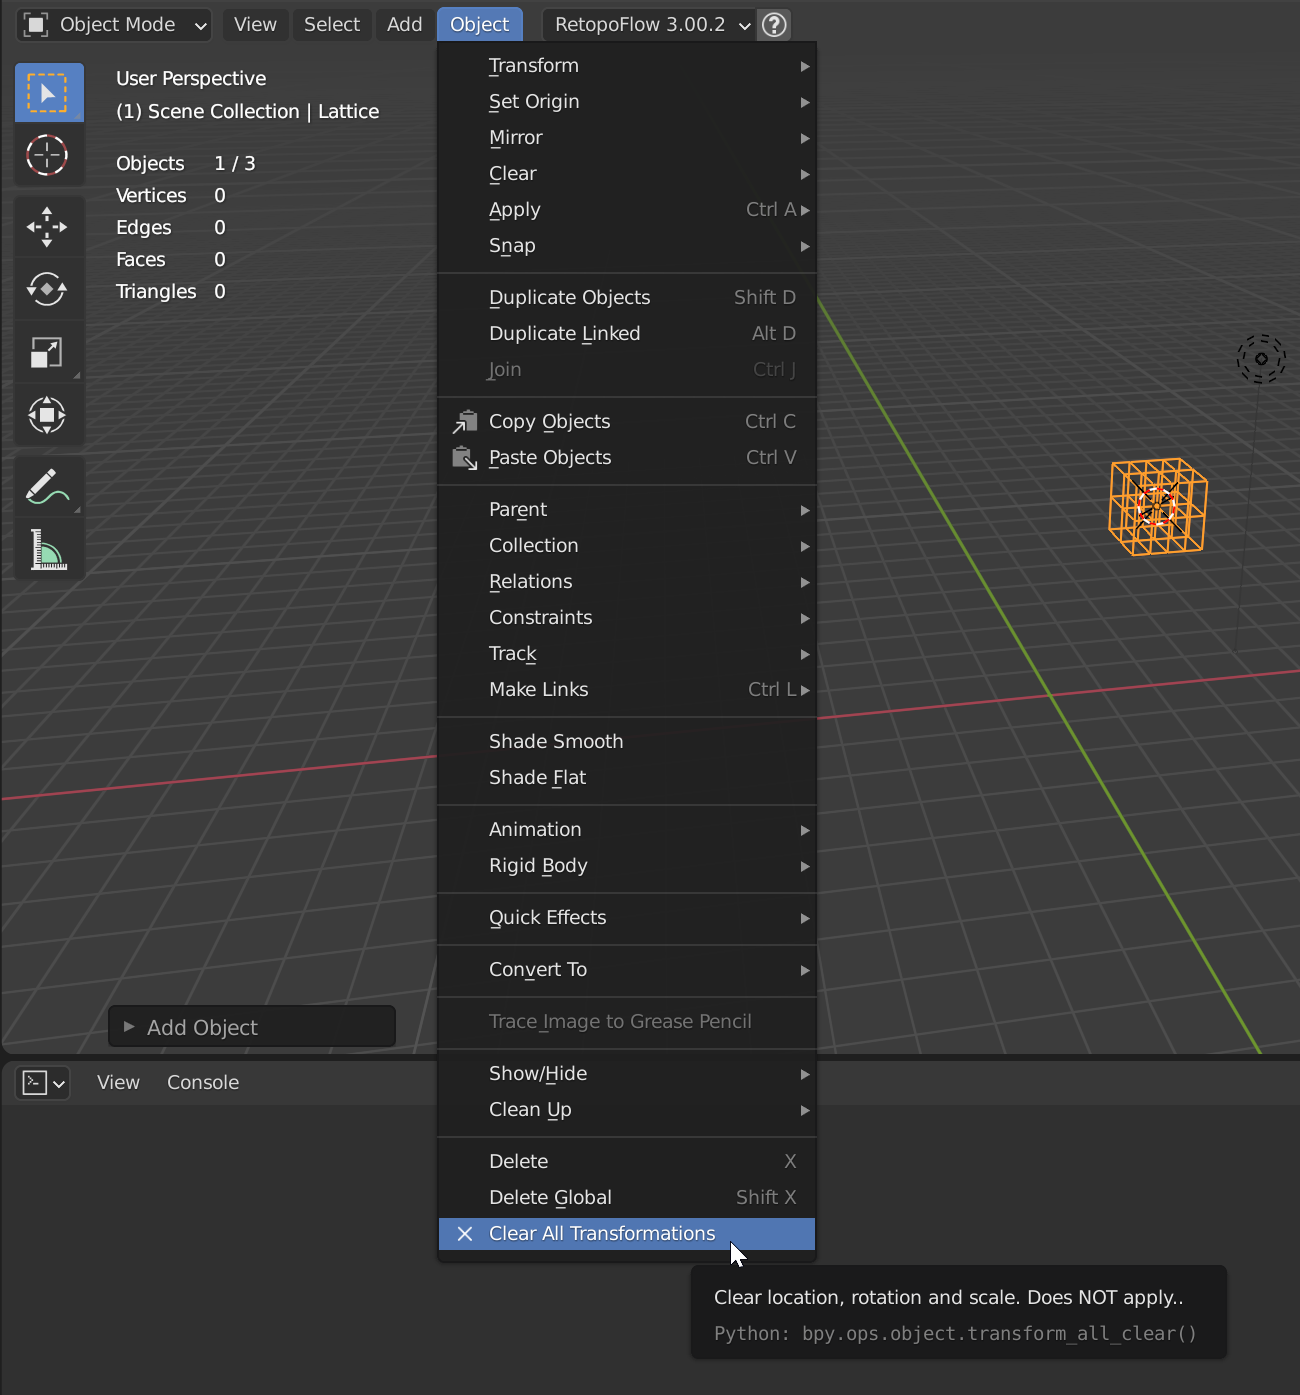 Object Mode View Select Add Object RetopoFlow 3.00.2 ?
User Perspective
(1) Scene Collection | Lattice
Objects 1 / 3
Vertices 0
Edges 0
Faces 0
Triangles 0
Transform
Set Origin
Mirror
Clear
Apply Ctrl A
Snap
Duplicate Objects Shift D
Duplicate Linked Alt D
Join Ctrl J
Copy Objects Ctrl C
Paste Objects Ctrl V
Parent
Collection
Relations
Constraints
Track
Make Links Ctrl L
Shade Smooth
Shade Flat
Animation
Rigid Body
Quick Effects
Convert To
Trace Image to Grease Pencil
Show/Hide
Clean Up
Delete X
Delete Global Shift X
Clear All Transformations
Clear location, rotation and scale. Does NOT apply..
Python: bpy.ops.object.transform_all_clear()
Add Object
View Console